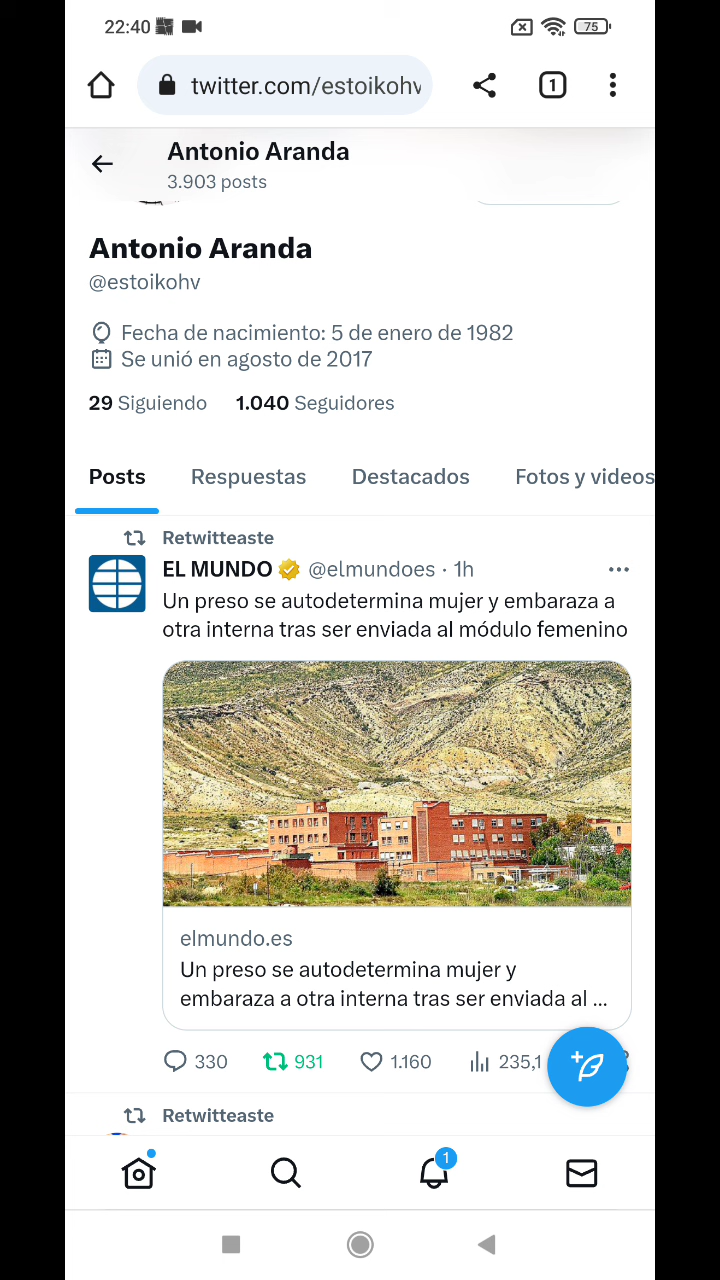 22:40
75
twitter.com/estoikohv
1
Antonio Aranda
3.903 posts
Antonio Aranda
@estoikohv
Fecha de nacimiento: 5 de enero de 1982
Se unió en agosto de 2017
29 Siguiendo 1.040 Seguidores
Posts Respuestas Destacados Fotos y videos
Retwitteaste
EL MUNDO @elmundoes · 1h
Un preso se autodetermina mujer y embaraza a
otra interna tras ser enviada al módulo femenino
elmundo.es
Un preso se autodetermina mujer y
embaraza a otra interna tras ser enviada al ...
330 931 1.160 235,1
Retwitteaste
1